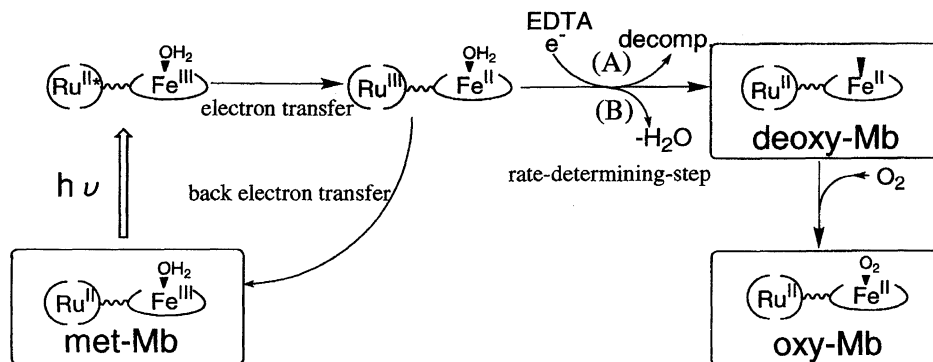 EDTA
e-
decomp.
(A)
(B)
-H2O
OH2
Ru^II*
Fe^III
electron transfer
OH2
Ru^III
Fe^II
rate-determining-step
Ru^II
Fe^II
deoxy-Mb
hν
back electron transfer
O2
OH2
Ru^II
Fe^III
met-Mb
O2
Ru^II
Fe^II
oxy-Mb